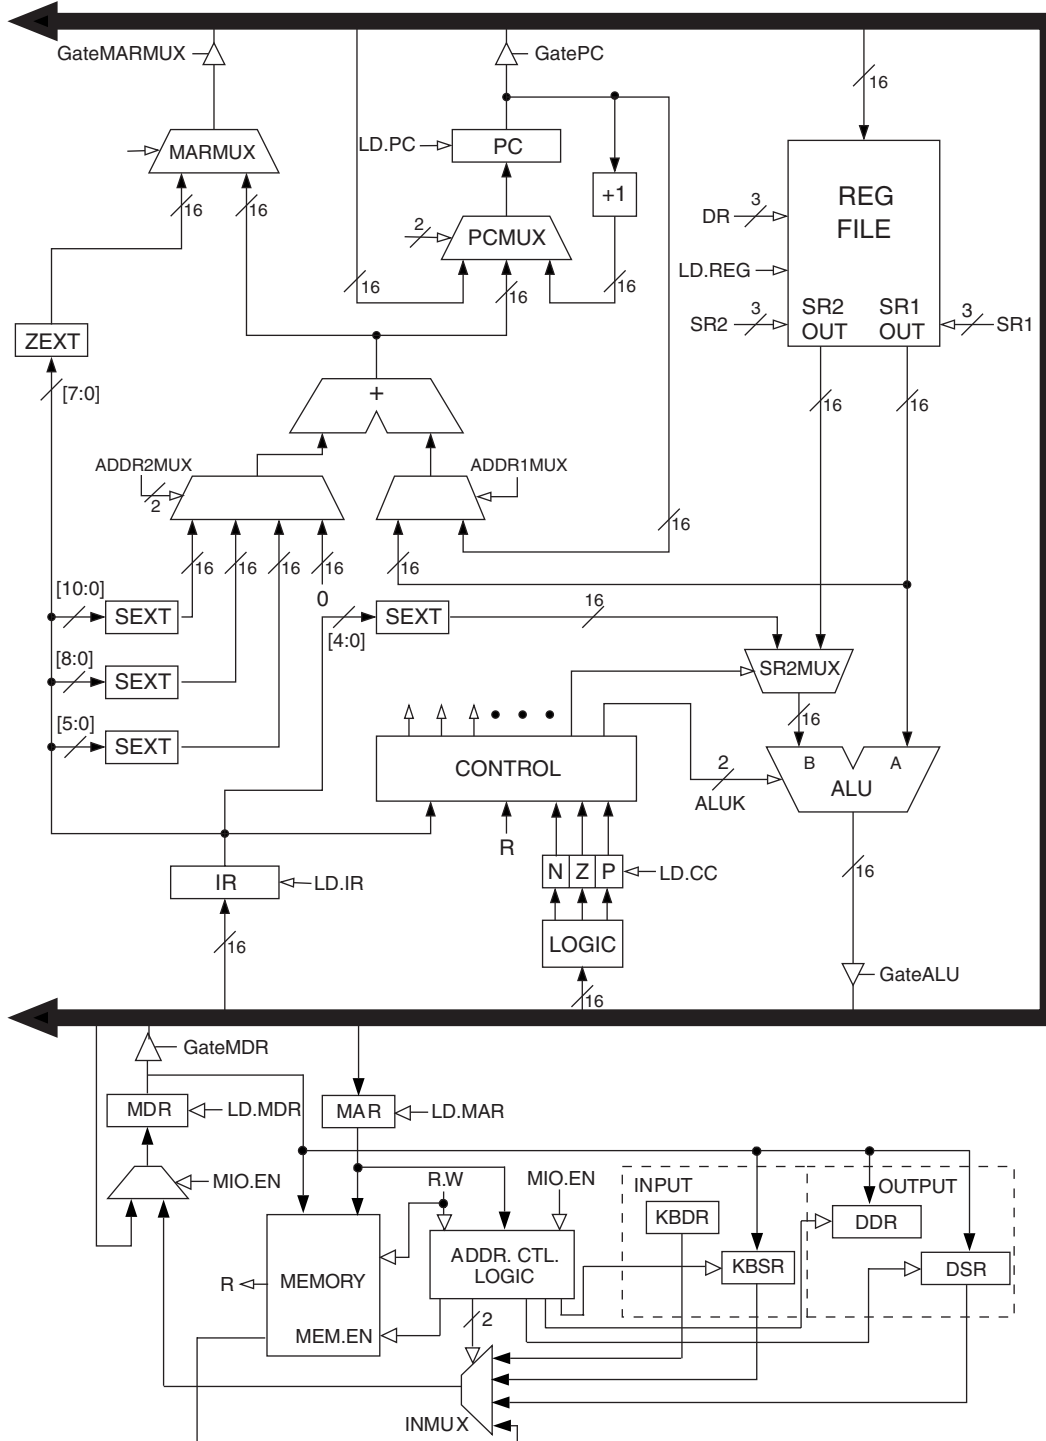 GateMARMUX
GatePC
16
MARMUX
LD.PC
PC
+1
REG
FILE
3
DR
16
16
2
PCMUX
LD.REG
16
16
16
3
SR2
SR2
OUT
SR1
OUT
3
SR1
ZEXT
[7:0]
+
16
16
ADDR2MUX
2
ADDR1MUX
16
16
16
16
16
16
[10:0]
SEXT
0
[4:0]
SEXT
16
[8:0]
SEXT
SR2MUX
16
[5:0]
SEXT
CONTROL
2
ALUK
B
A
ALU
R
IR
LD.IR
N
Z
P
LD.CC
16
16
LOGIC
16
GateALU
GateMDR
MDR
LD.MDR
MAR
LD.MAR
MIO.EN
R.W
MIO.EN
INPUT
KBDR
OUTPUT
DDR
R
MEMORY
MEM.EN
ADDR. CTL.
LOGIC
KBSR
DSR
2
INMUX